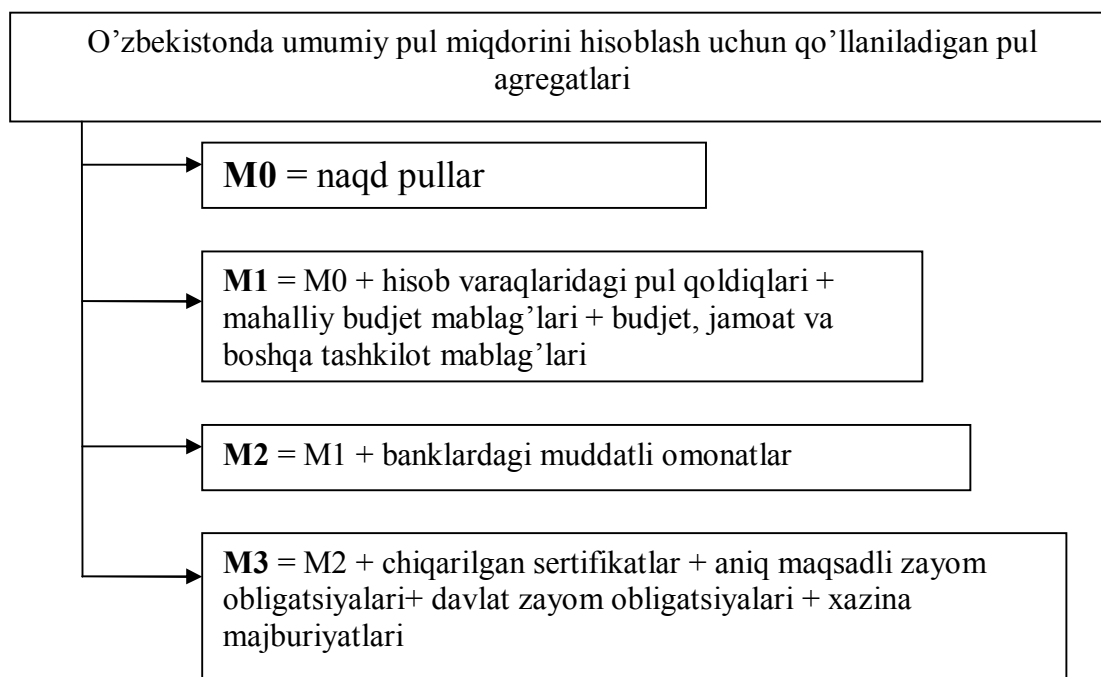 O’zbekistonda umumiy pul miqdorini hisoblash uchun qo’llaniladigan pul
agregatlari
M0 = naqd pullar
M1 = M0 + hisob varaqlaridagi pul qoldiqlari +
mahalliy budjet mablag’lari + budjet, jamoat va
boshqa tashkilot mablag’lari
M2 = M1 + banklardagi muddatli omonatlar
M3 = M2 + chiqarilgan sertifikatlar + aniq maqsadli zayom
obligatsiyalari+ davlat zayom obligatsiyalari + xazina
majburiyatlari